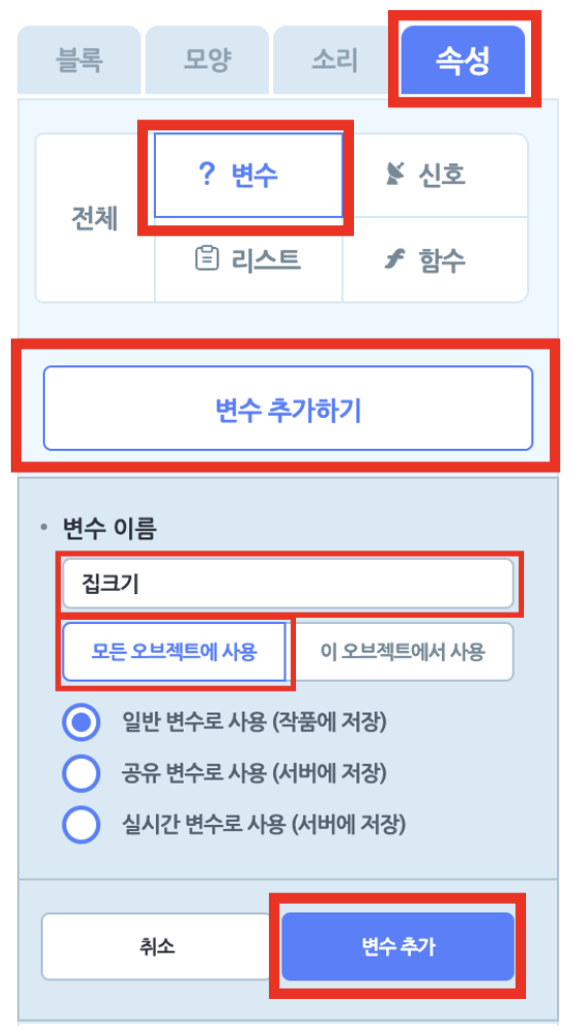 블록 모양 소리 속성
전체
? 변수 신호
리스트 함수
변수 추가하기
• 변수 이름
집크기
모든 오브젝트에 사용 이 오브젝트에서 사용
일반 변수로 사용 (작품에 저장)
공유 변수로 사용 (서버에 저장)
실시간 변수로 사용 (서버에 저장)
취소 변수 추가